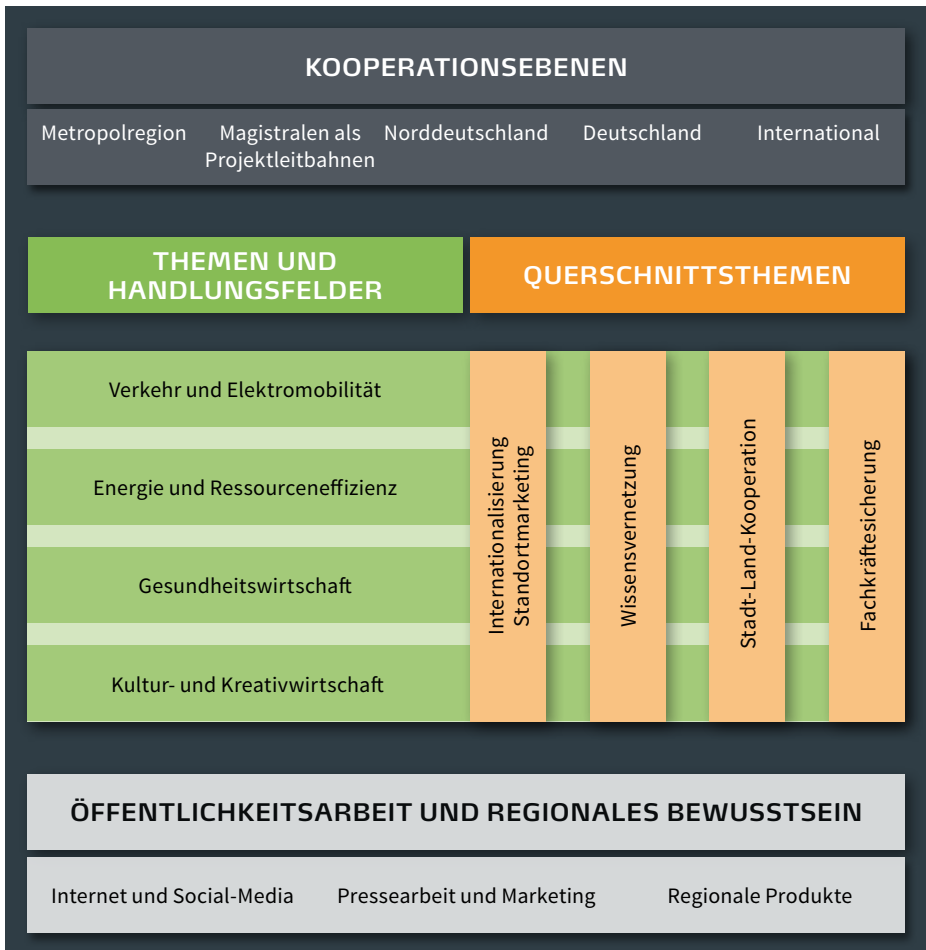 KOOPERATIONSEBENEN
Metropolregion
Magistralen als
Projektleitbahnen
Norddeutschland
Deutschland
International
THEMEN UND
HANDLUNGSFELDER
QUERSCHNITTSTHEMEN
Verkehr und Elektromobilität
Energie und Ressourceneffizienz
Gesundheitswirtschaft
Kultur- und Kreativwirtschaft
Internationalisierung
Standortmarketing
Wissensvernetzung
Stadt-Land-Kooperation
Fachkräftesicherung
ÖFFENTLICHKEITSARBEIT UND REGIONALES BEWUSSTSEIN
Internet und Social-Media
Pressearbeit und Marketing
Regionale Produkte